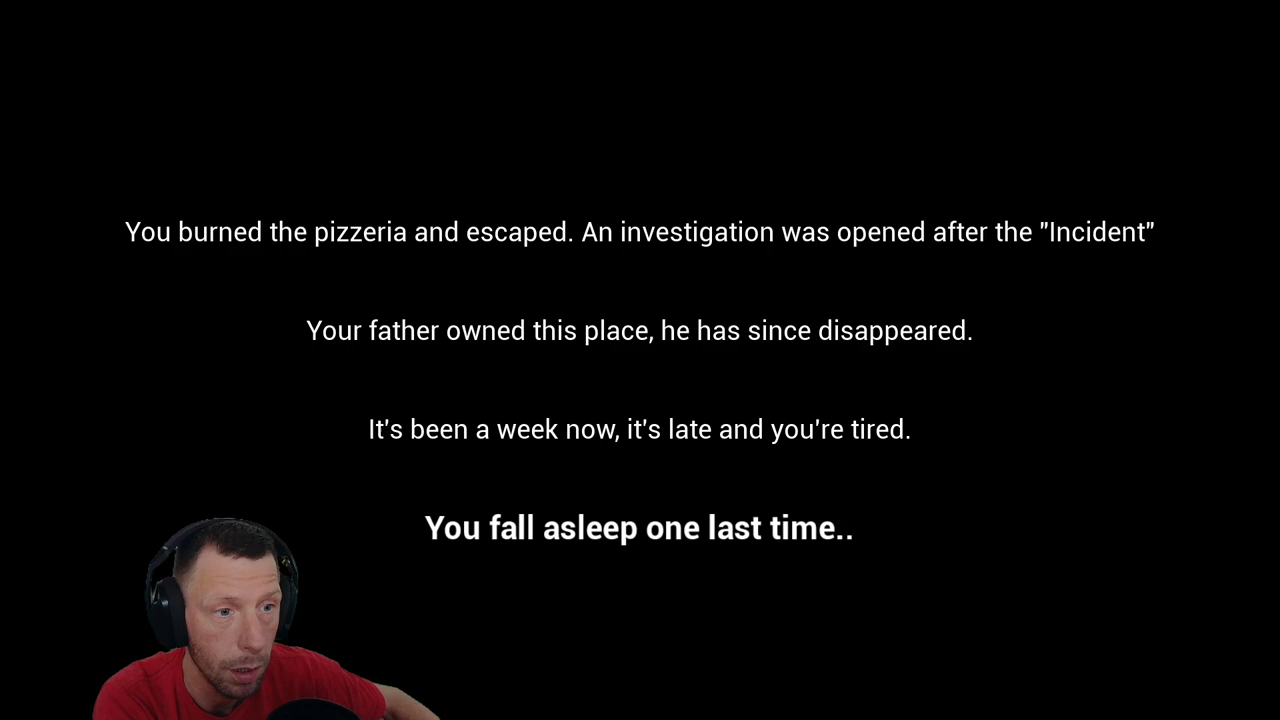 You burned the pizzeria and escaped. An investigation was opened after the "Incident"
Your father owned this place, he has since disappeared.
It's been a week now, it's late and you're tired.
You fall asleep one last time..